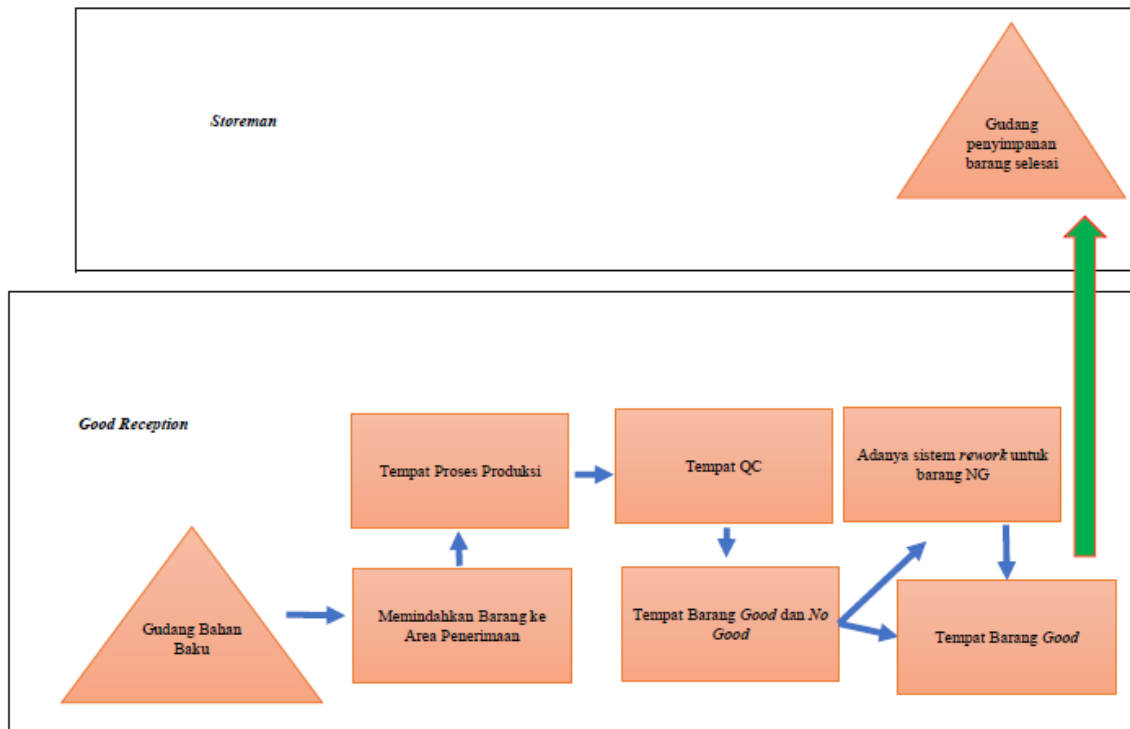 Storeman
Gudang
penyimpanan
barang selesai
Good Reception
Tempat Proses Produksi
Tempat QC
Adanya sistem rework untuk
barang NG
Gudang Bahan
Baku
Memindahkan Barang ke
Area Penerimaan
Tempat Barang Good dan No
Good
Tempat Barang Good